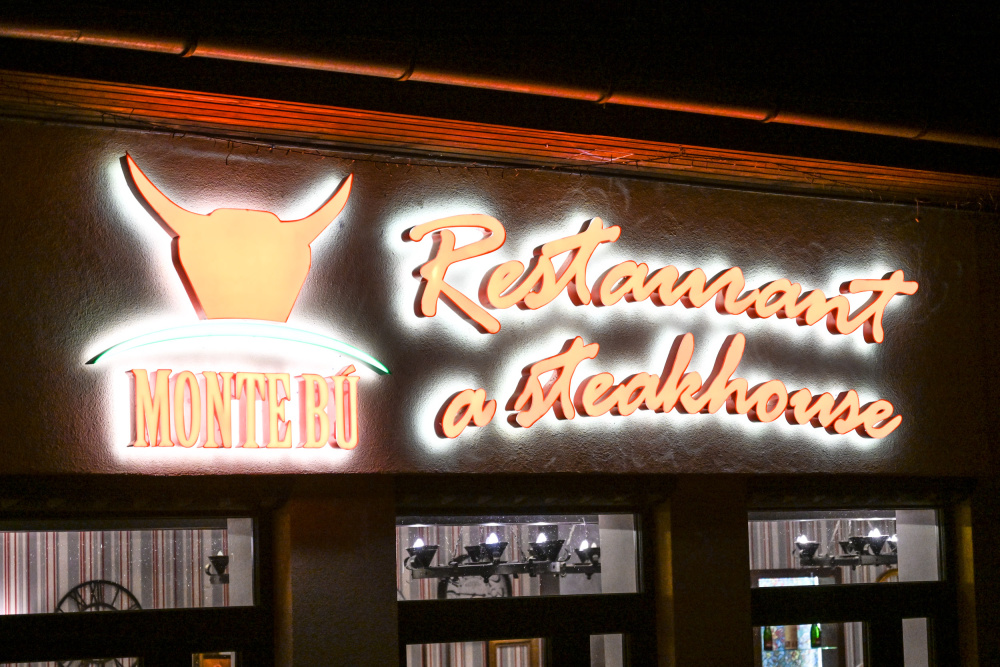 MONTE BÚ
Restaurant
a steakhouse